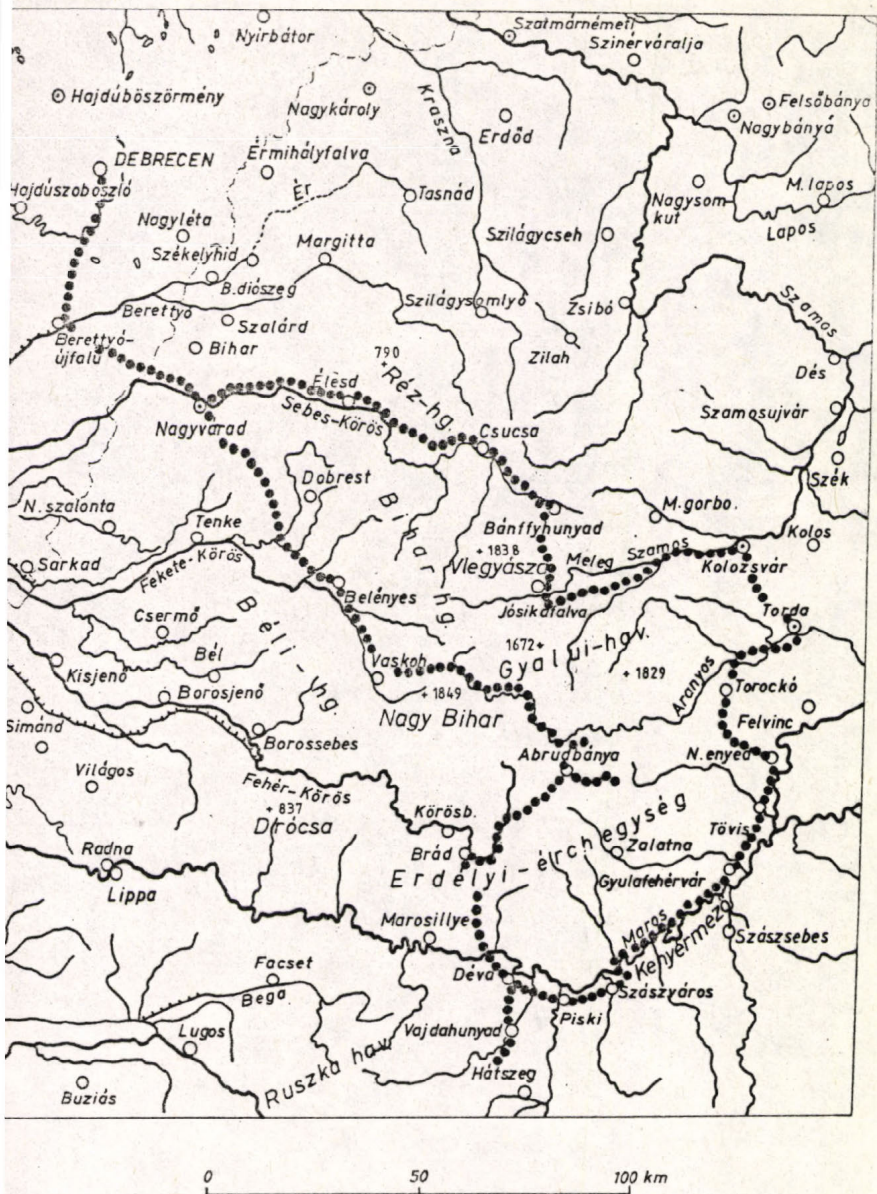 Nyírbátor
Szatmárnémeti
Szinérváralja
Hajdúböszörmény
Nagykároly
Kraszna
Erdőd
Felsőbánya
Nagybánya
DEBRECEN
Érmihályfalva
Ér
Tasnád
Hajdúszoboszló
Nagyléta
Székelyhíd
Margitta
Szilágycseh
Nagysom
kut
M.lapos
Lapos
B.diószeg
Berettyó
Szilágysomlyó
Zsibó
Szamos
Berettyó-
újfalu
Szalárd
Bihar
790
Réz-hg.
Zilah
Dés
Élesd
Sebes-Körös
Szamosujvár
Nagyvárad
Csucsa
Szék
Dobrest
Bihar hg.
N.szalonta
Tenke
Bánffyhunyad
M.gorbo.
Kolos
Sarkad
Fekete-Körös
1838
Vlegyásza
Meleg Szamos
Kolozsvár
Belényes
Jósikafalva
Csermő
Béli-hg.
Torda
1672
Gyalui-hav.
1829
Aranyos
Kisjenő
Bél
Vaskoh
1849
Torockó
Borosjenő
Nagy Bihar
Felvinc
Simánd
Borossebes
Abrudbánya
N.enyed
Világos
Fehér-Körös
837
Drócsa
Körösb.
Tövis
Radna
Brád
Zalatna
Erdélyi-érchegység
Lippa
Gyulafehérvár
Marosillye
Maros
Kenyérmező
Szászsebes
Facset
Bega
Déva
Szászváros
Piski
Lugos
Vajdahunyad
Ruszka hav.
Hátszeg
Buziás
0 50 100 km